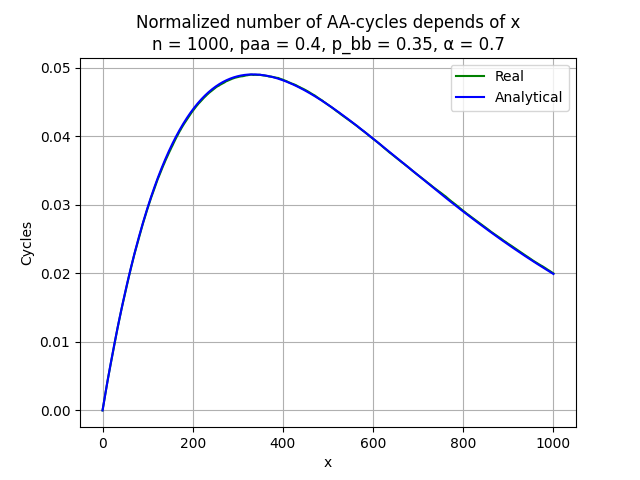 Normalized number of AA-cycles depends of x
n = 1000, paa = 0.4, p_bb = 0.35, α = 0.7
Real
Analytical
0.05
0.04
0.03
0.02
0.01
0.00
Cycles
0
200
400
600
800
1000
x